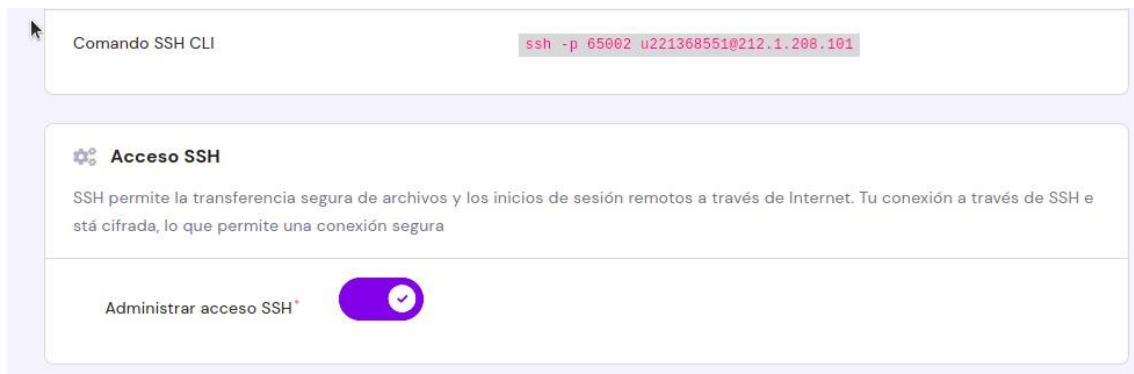 Comando SSH CLI
ssh -p 65002 u221368551@212.1.208.101
Acceso SSH
SSH permite la transferencia segura de archivos y los inicios de sesión remotos a través de Internet. Tu conexión a través de SSH e
stá cifrada, lo que permite una conexión segura
Administrar acceso SSH*